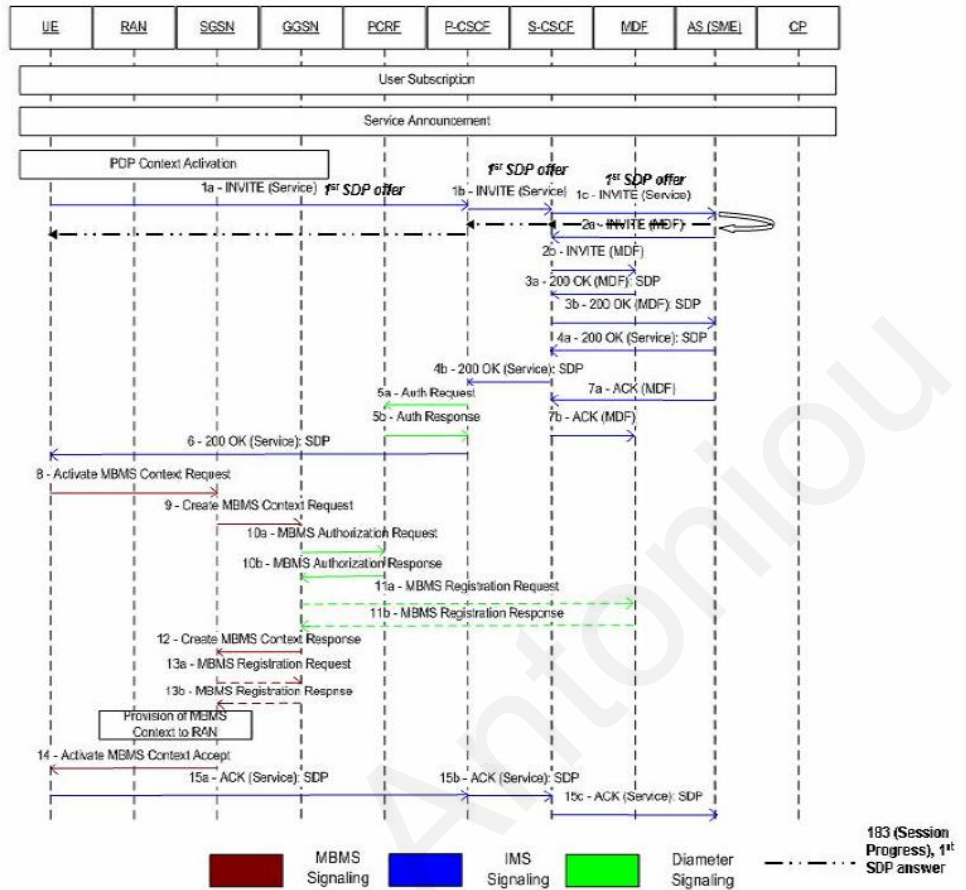 UE RAN SGSN GGSN PCRF P-CSCF S-CSCF MDF AS (SME) CP
User Subscription
Service Announcement
PDP Context Activation
1a - INVITE (Service) 1ˢᵗ SDP offer
1ˢᵗ SDP offer
1b - INVITE (Service)
1ˢᵗ SDP offer
1c - INVITE (Service)
2a - INVITE (MDF)
2b - INVITE (MDF)
3a - 200 OK (MDF): SDP
3b - 200 OK (MDF): SDP
4a - 200 OK (Service): SDP
4b - 200 OK (Service): SDP
5a - Auth Request
7a - ACK (MDF)
5b - Auth Response
7b - ACK (MDF)
6 - 200 OK (Service): SDP
8 - Activate MBMS Context Request
9 - Create MBMS Context Request
10a - MBMS Authorization Request
10b - MBMS Authorization Response
11a - MBMS Registration Request
11b - MBMS Registration Response
12 - Create MBMS Context Response
13a - MBMS Registration Request
13b - MBMS Registration Respnse
Provision of MBMS
Context to RAN
14 - Activate MBMS Context Accept
15a - ACK (Service): SDP
15b - ACK (Service): SDP
15c - ACK (Service): SDP
MBMS
Signaling
IMS
Signaling
Diameter
Signaling
183 (Session
Progress), 1ˢᵗ
SDP answer
Antoniou